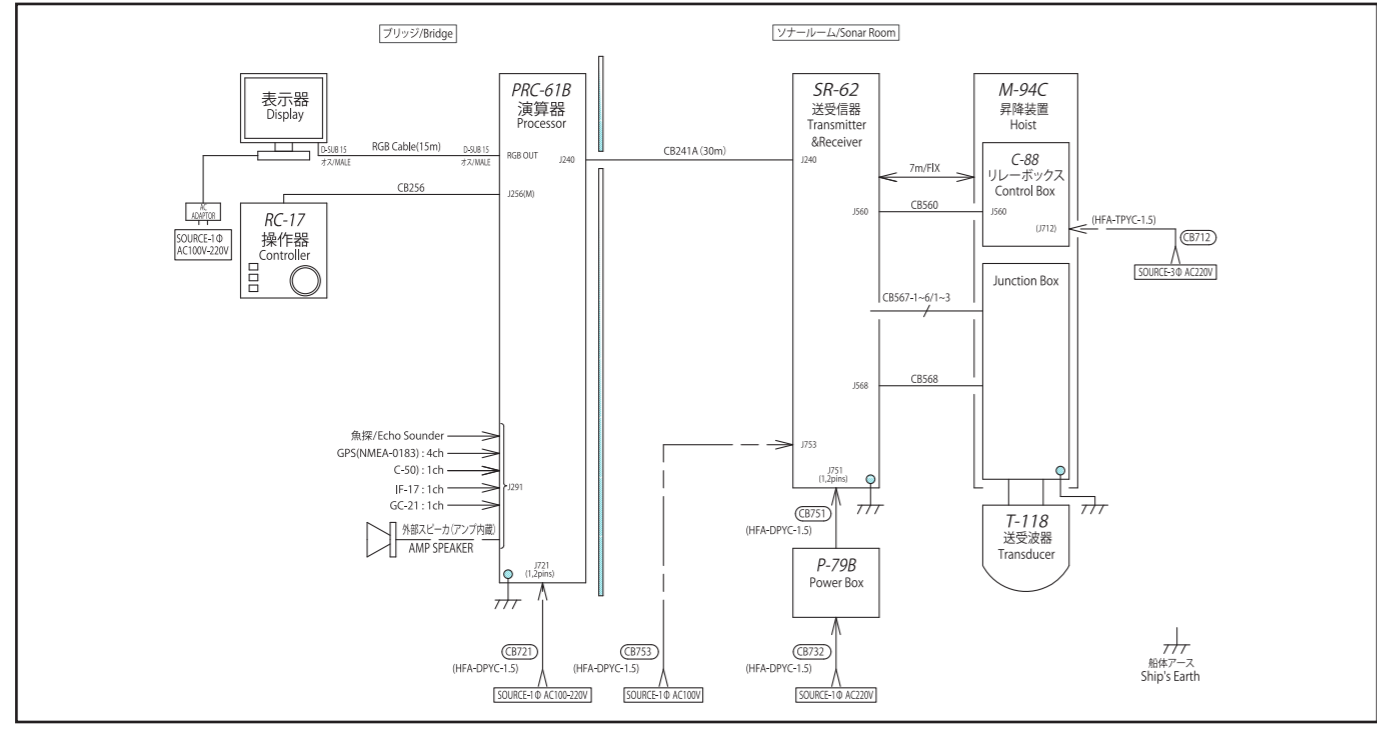 ブリッジ/Bridge
ソナールーム/Sonar Room
表示器
Display
D-SUB 15
オス/MALE
RGB Cable(15m)
D-SUB 15
オス/MALE
AC
ADAPTOR
SOURCE-1Φ
AC100V-220V
RC-17
操作器
Controller
CB256
PRC-61B
演算器
Processor
RGB OUT
J240
J256(M)
CB241A (30m)
SR-62
送受信器
Transmitter
&Receiver
J240
7m/FIX
J560
CB560
M-94C
昇降装置
Hoist
C-88
リレーボックス
Control Box
J560
(J712)
(HFA-TPYC-1.5)
CB712
SOURCE-3Φ AC220V
Junction Box
CB567-1~6/1~3
J568
CB568
魚探/Echo Sounder
GPS(NMEA-0183) : 4ch
C-50) : 1ch
IF-17 : 1ch
GC-21 : 1ch
J291
外部スピーカ(アンプ内蔵)
AMP SPEAKER
J721
(1,2pins)
J753
J751
(1,2pins)
CB751
(HFA-DPYC-1.5)
P-79B
Power Box
T-118
送受波器
Transducer
CB721
(HFA-DPYC-1.5)
SOURCE-1Φ AC100-220V
CB753
(HFA-DPYC-1.5)
SOURCE-1Φ AC100V
CB732
(HFA-DPYC-1.5)
SOURCE-1Φ AC220V
船体アース
Ship's Earth